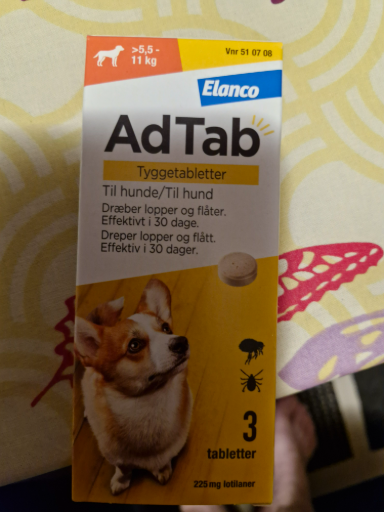 >5,5 -
11 kg
Vnr 51 07 08
Elanco
AdTab
Tyggetabletter
Til hunde/Til hund
Dræber lopper og flåter.
Effektivt i 30 dage.
Dreper lopper og flått.
Effektiv i 30 dager.
3
tabletter
225 mg lotilaner